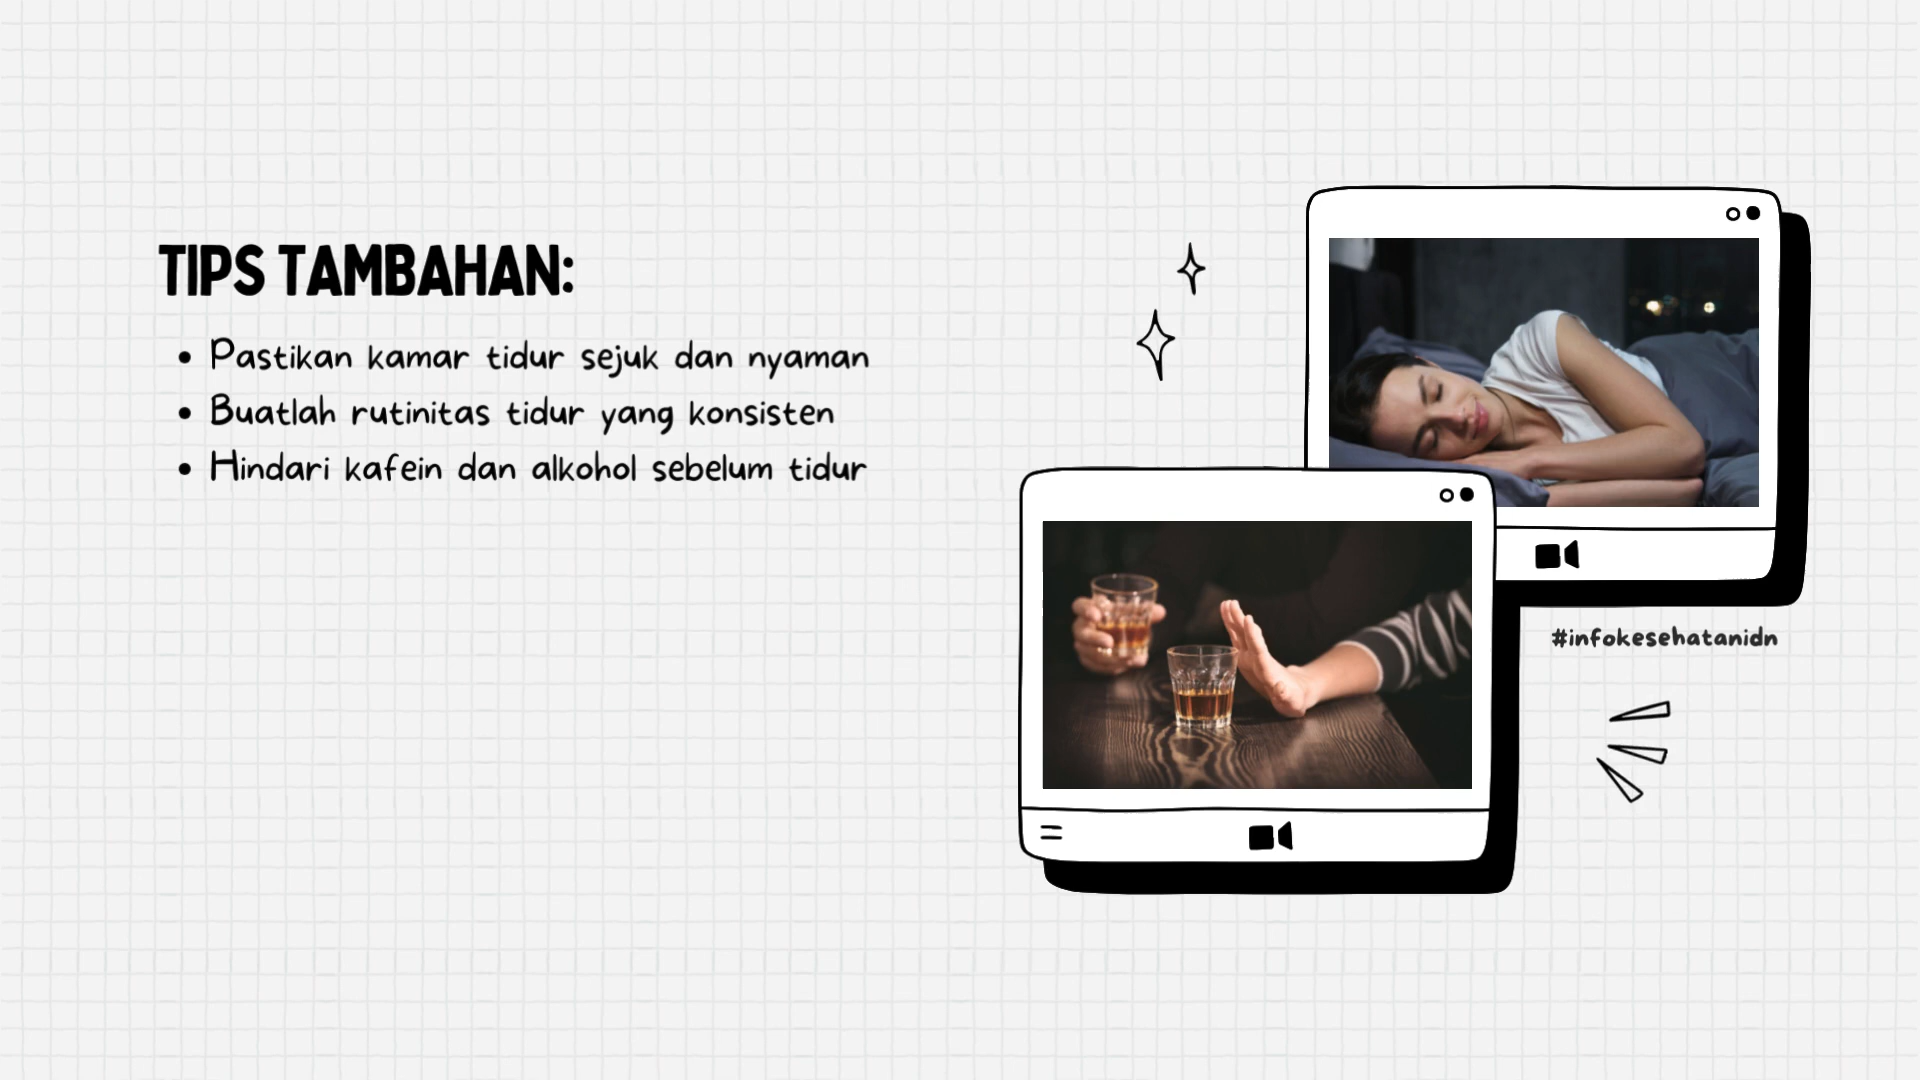 TIPS TAMBAHAN:
• Pastikan kamar tidur sejuk dan nyaman
• Buatlah rutinitas tidur yang konsisten
• Hindari kafein dan alkohol sebelum tidur
#infokesehatanidn